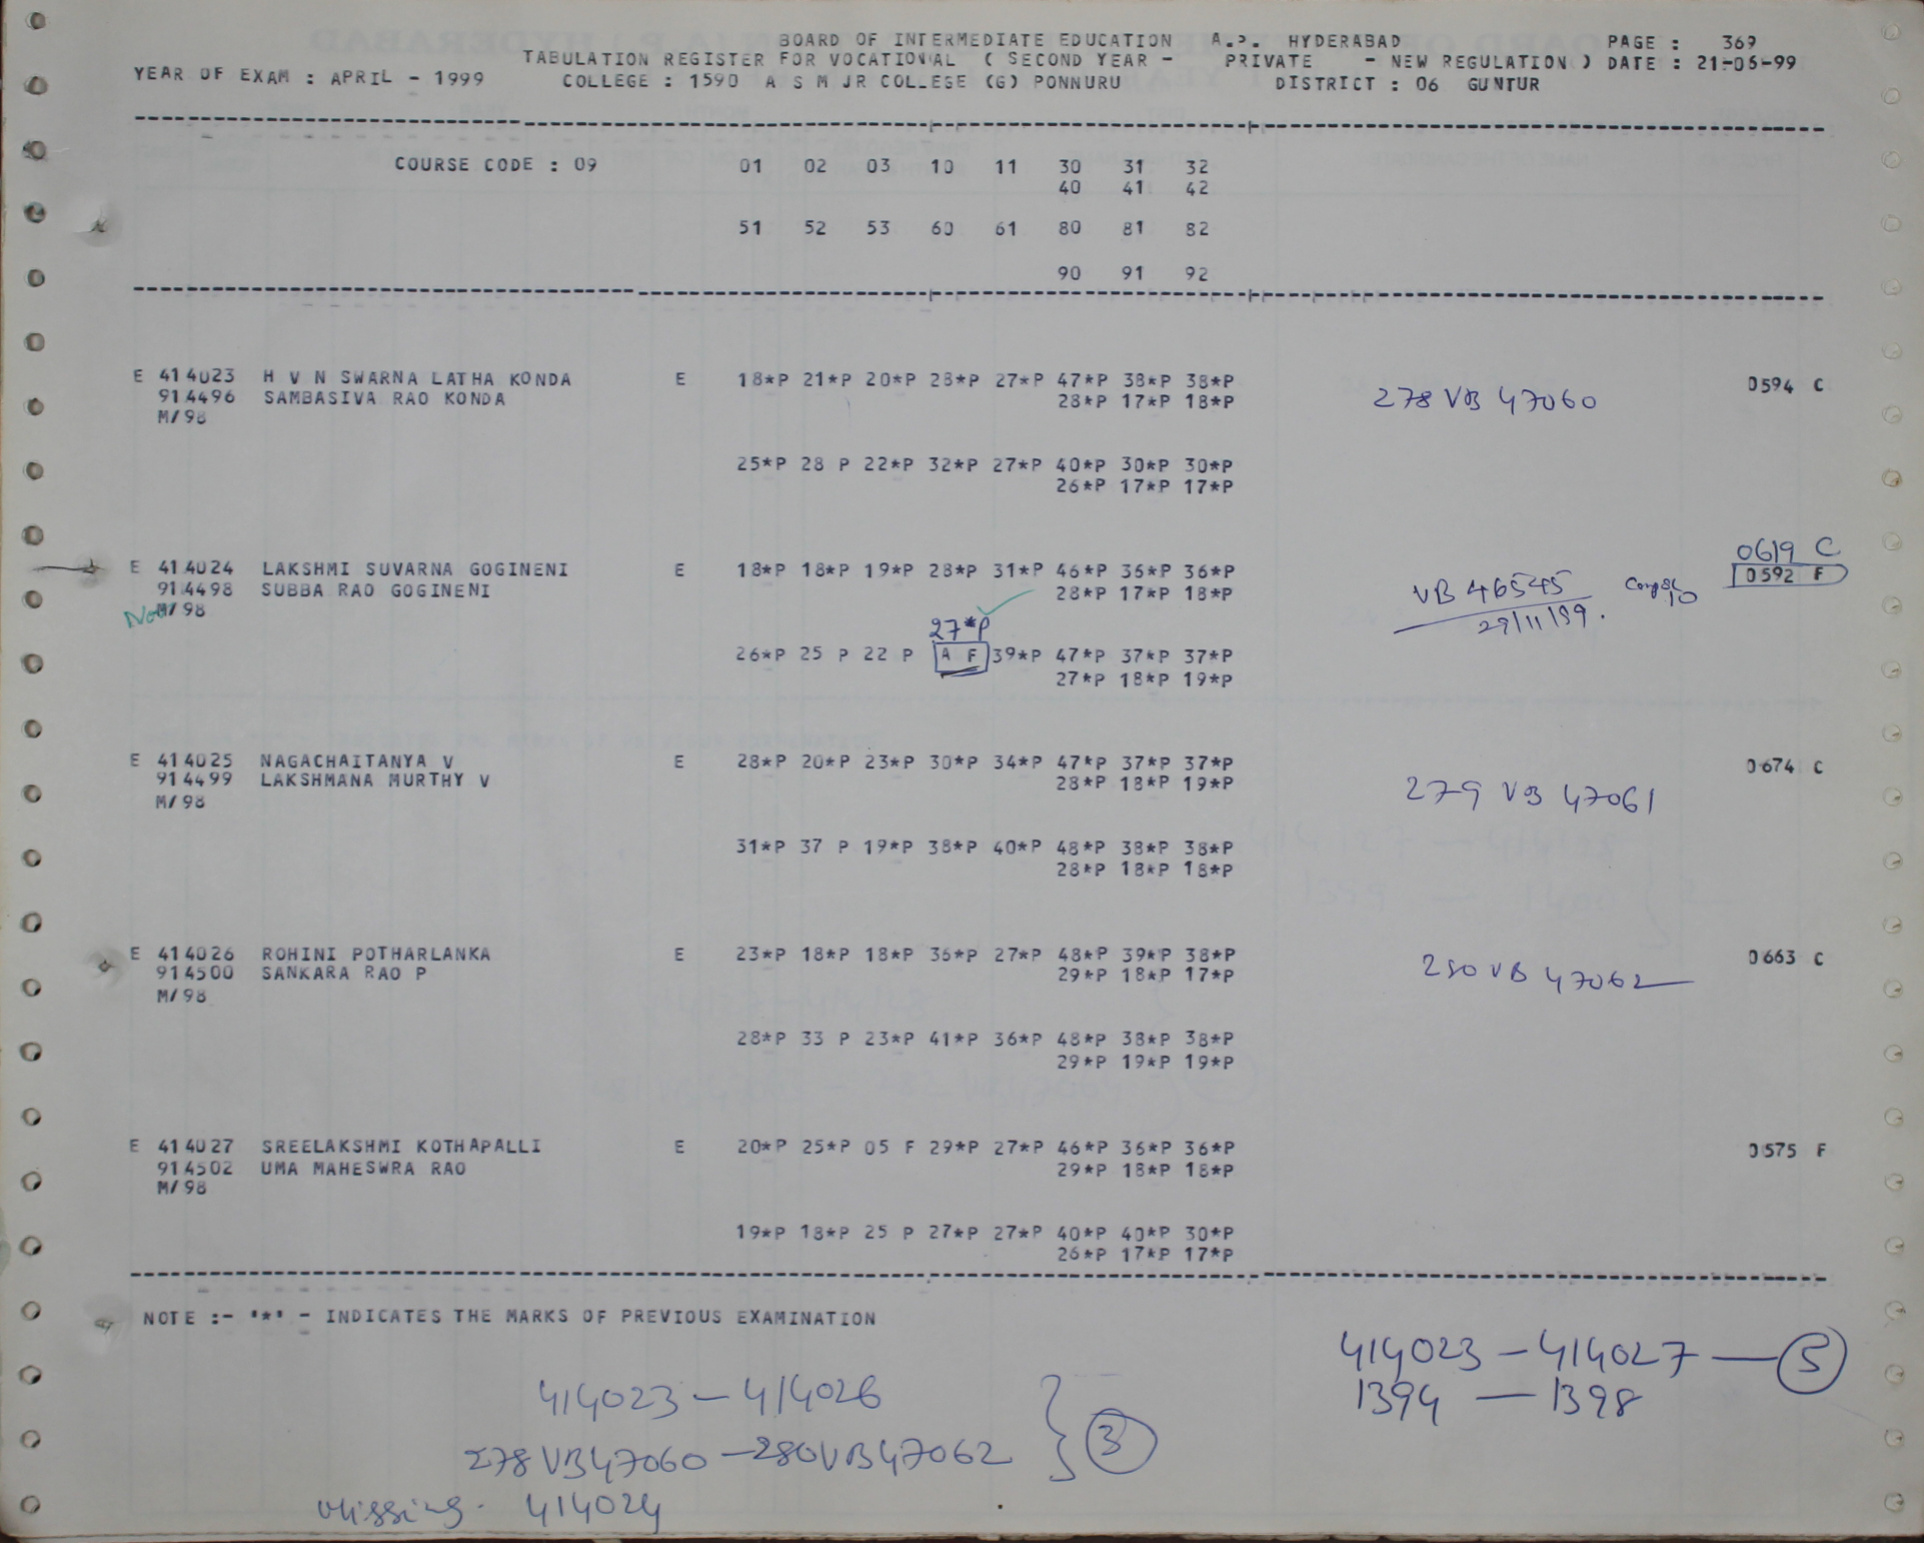 BOARD OF INTERMEDIATE EDUCATION A.P. HYDERABAD PAGE : 369
TABULATION REGISTER FOR VOCATIONAL ( SECOND YEAR - PRIVATE - NEW REGULATION ) DATE : 21-06-99
YEAR OF EXAM : APRIL - 1999 COLLEGE : 1590 A S M JR COLLEGE (G) PONNURU DISTRICT : 06 GUNTUR
COURSE CODE : 09 01 02 03 10 11 30 31 32
40 41 42
51 52 53 60 61 80 81 82
90 91 92
E 414023 H V N SWARNA LATHA KONDA E 18*P 21*P 20*P 28*P 27*P 47*P 38*P 38*P 0594 C
914496 SAMBASIVA RAO KONDA 28*P 17*P 18*P 278 VB 47060
M/98
25*P 28 P 22*P 32*P 27*P 40*P 30*P 30*P
26*P 17*P 17*P
0619 C
E 414024 LAKSHMI SUVARNA GOGINENI E 18*P 18*P 19*P 28*P 31*P 46*P 36*P 36*P 0592 F
914498 SUBBA RAO GOGINENI 28*P 17*P 18*P VB 46545
M/98 29/11/99.
27*P
26*P 25 P 22 P A F 39*P 47*P 37*P 37*P
27*P 18*P 19*P
E 414025 NAGACHAITANYA V E 28*P 20*P 23*P 30*P 34*P 47*P 37*P 37*P 0674 C
914499 LAKSHMANA MURTHY V 28*P 18*P 19*P 279 VB 47061
M/98
31*P 37 P 19*P 38*P 40*P 48*P 38*P 38*P
28*P 18*P 18*P
E 414026 ROHINI POTHARLANKA E 23*P 18*P 18*P 36*P 27*P 48*P 39*P 38*P 0663 C
914500 SANKARA RAO P 29*P 18*P 17*P 280 VB 47062
M/98
28*P 33 P 23*P 41*P 36*P 48*P 38*P 38*P
29*P 19*P 19*P
E 414027 SREELAKSHMI KOTHAPALLI E 20*P 25*P 05 F 29*P 27*P 46*P 36*P 36*P 0575 F
914502 UMA MAHESWRA RAO 29*P 18*P 18*P
M/98
19*P 18*P 25 P 27*P 27*P 40*P 40*P 30*P
26*P 17*P 17*P
NOTE :- '*' - INDICATES THE MARKS OF PREVIOUS EXAMINATION
414023 - 414027 — 5
1394 — 1398
414023 - 414026
278 VB47060 - 280VB47062 } 3
Missing. 414024